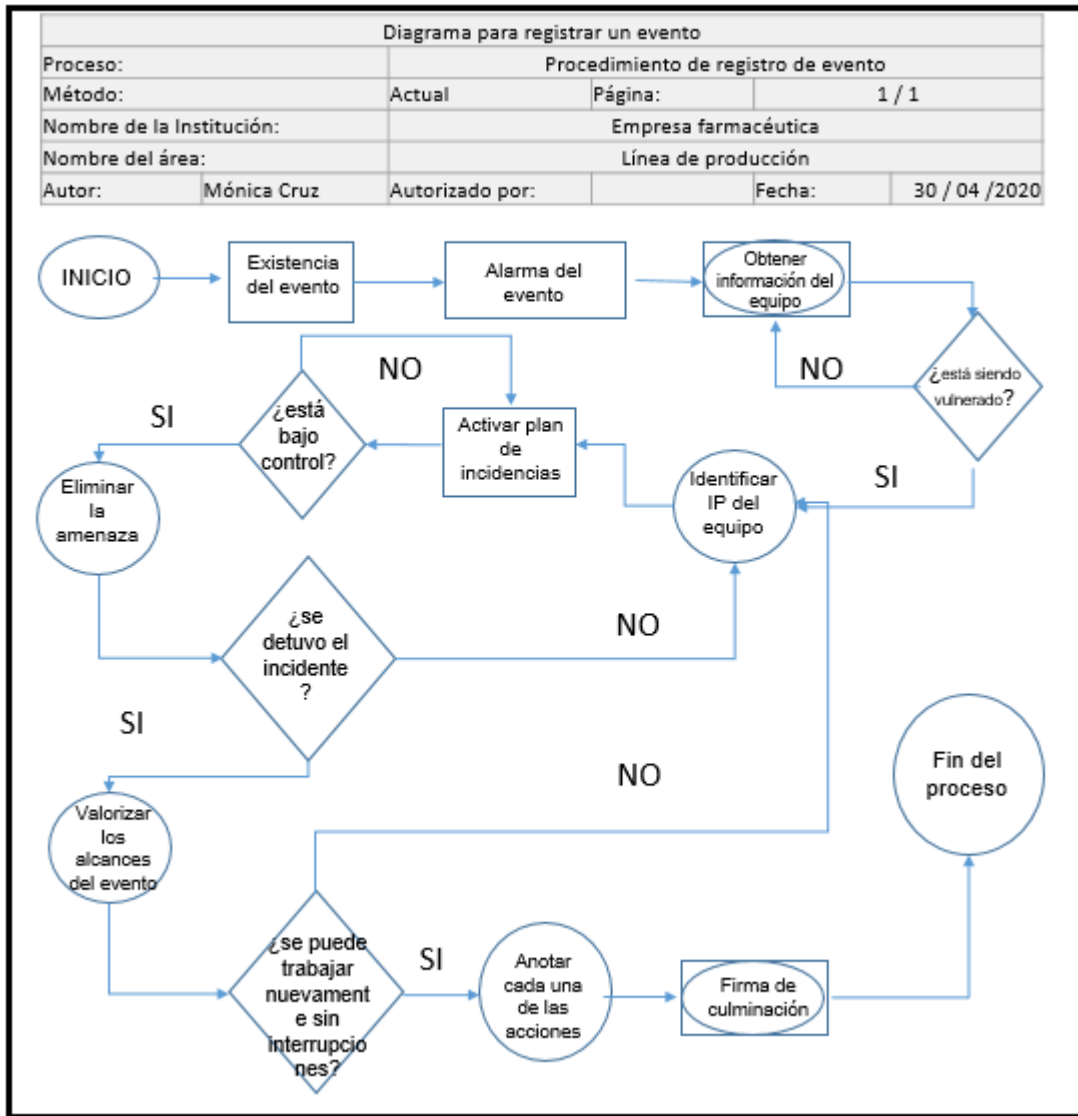 Diagrama para registrar un evento
Proceso: Procedimiento de registro de evento
Método: Actual Página: 1 / 1
Nombre de la Institución: Empresa farmacéutica
Nombre del área: Línea de producción
Autor: Mónica Cruz Autorizado por: Fecha: 30 / 04 /2020
INICIO
Existencia
del evento
Alarma del
evento
Obtener
información del
equipo
¿está siendo
vulnerado?
NO
SI
Identificar
IP del
equipo
Activar plan
de
incidencias
NO
¿está
bajo
control?
SI
Eliminar
la
amenaza
¿se
detuvo el
incidente
?
NO
SI
Valorizar
los
alcances
del evento
¿se puede
trabajar
nuevament
e sin
interrupcio
nes?
NO
SI
Anotar
cada una
de las
acciones
Firma de
culminación
Fin del
proceso